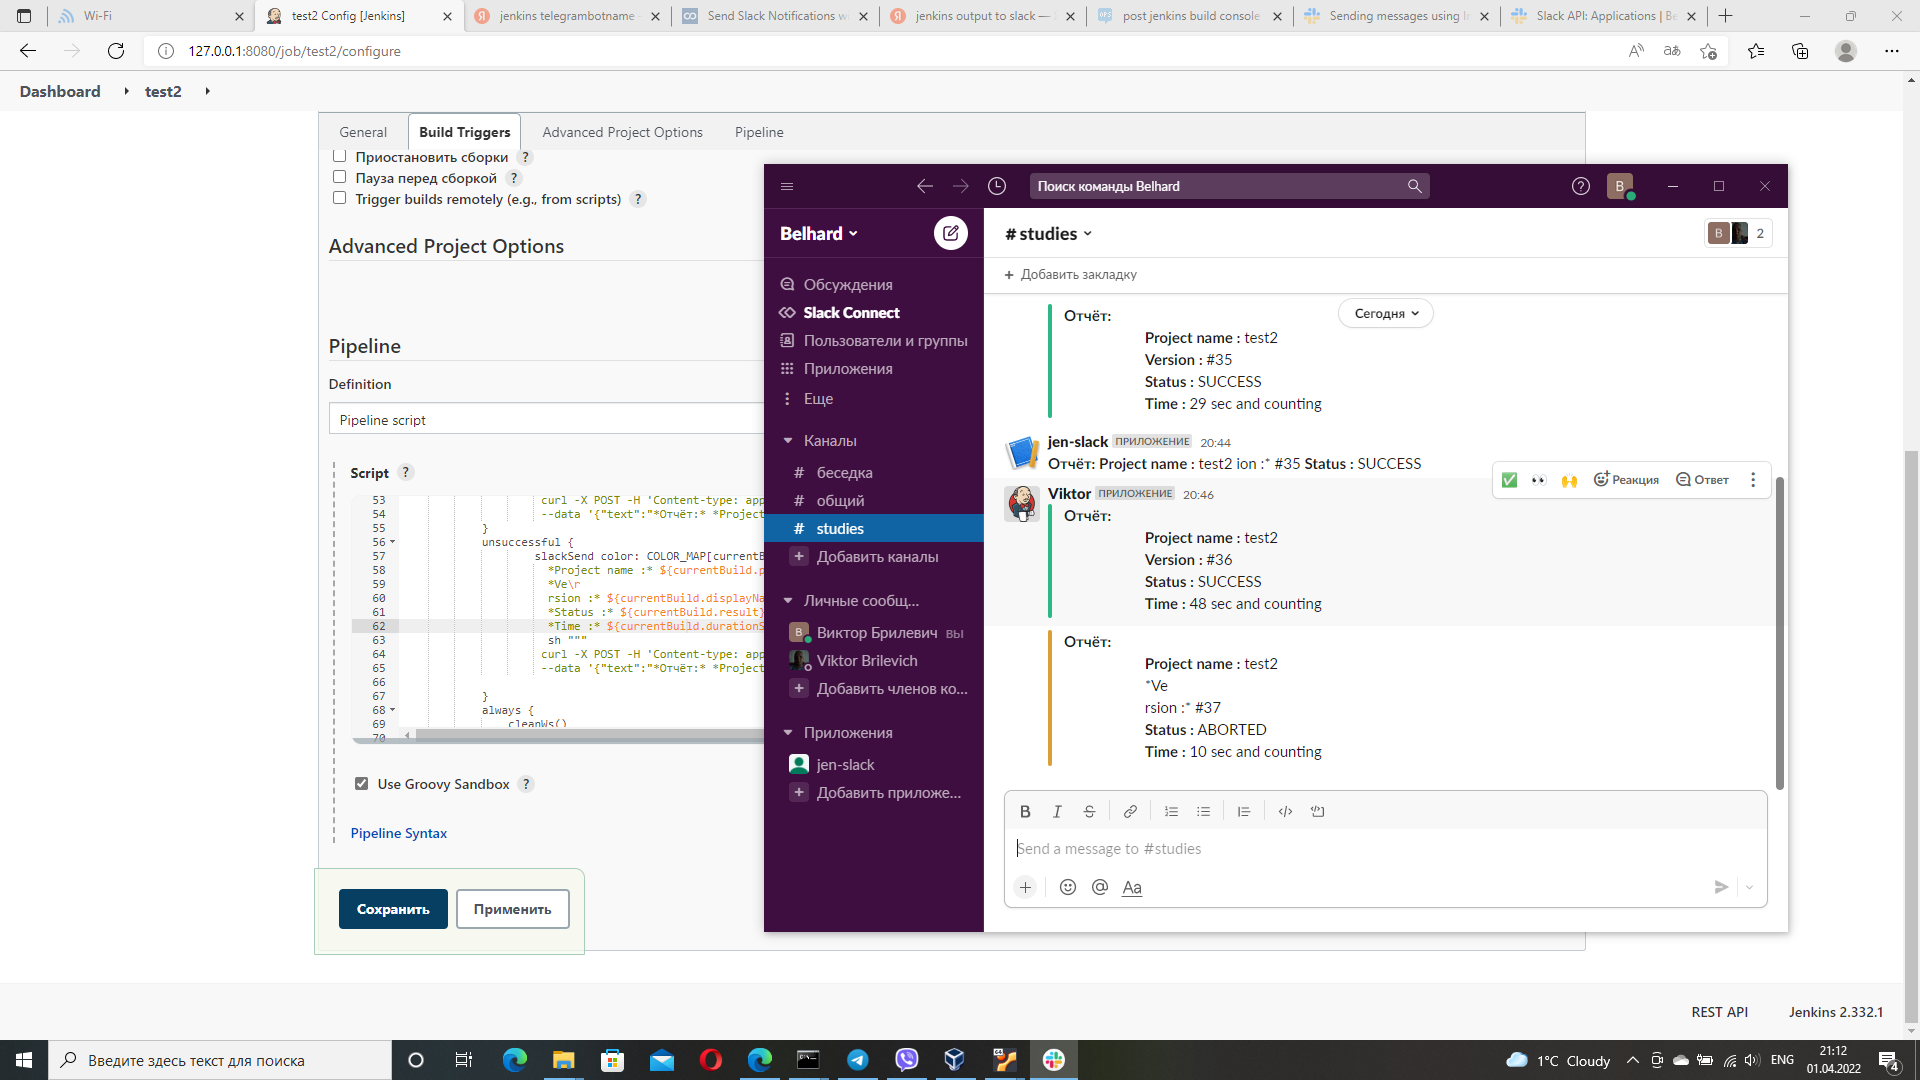 Wi-Fi
test2 Config [Jenkins]
jenkins telegrambotname -
Send Slack Notifications w
jenkins output to slack —
post jenkins build console
Sending messages using I
Slack API: Applications | Be
127.0.0.1:8080/job/test2/configure
Dashboard
test2
General
Build Triggers
Advanced Project Options
Pipeline
Приостановить сборки ?
Пауза перед сборкой ?
Trigger builds remotely (e.g., from scripts) ?
Advanced Project Options
Pipeline
Definition
Pipeline script
Script ?
53 curl -X POST -H 'Content-type: app
54 --data '{"text":"*Отчёт:* *Project
55 }
56 unsuccessful {
57 slackSend color: COLOR_MAP[currentB
58 *Project name :* ${currentBuild.p
59 *Ve\r
60 rsion :* ${currentBuild.displayNa
61 *Status :* ${currentBuild.result}
62 *Time :* ${currentBuild.durationS
63 sh """
64 curl -X POST -H 'Content-type: app
65 --data '{"text":"*Отчёт:* *Project
66
67 }
68 always {
69 cleanWs()
70
Use Groovy Sandbox ?
Pipeline Syntax
Сохранить
Применить
REST API
Jenkins 2.332.1
Поиск команды Belhard
B
Belhard
Обсуждения
Slack Connect
Пользователи и группы
Приложения
Еще
Каналы
# беседка
# общий
# studies
+ Добавить каналы
Личные сообщ...
B Виктор Брилевич вы
Viktor Brilevich
+ Добавить членов ко...
Приложения
jen-slack
+ Добавить приложе...
# studies
B 2
+ Добавить закладку
Сегодня
Отчёт:
Project name : test2
Version : #35
Status : SUCCESS
Time : 29 sec and counting
jen-slack ПРИЛОЖЕНИЕ 20:44
Отчёт: Project name : test2 ion :* #35 Status : SUCCESS
Реакция
Ответ
Viktor ПРИЛОЖЕНИЕ 20:46
Отчёт:
Project name : test2
Version : #36
Status : SUCCESS
Time : 48 sec and counting
Отчёт:
Project name : test2
*Ve
rsion :* #37
Status : ABORTED
Time : 10 sec and counting
B I S
Send a message to #studies
+ @ Aa
Введите здесь текст для поиска
1°C Cloudy
ENG
21:12
01.04.2022
4